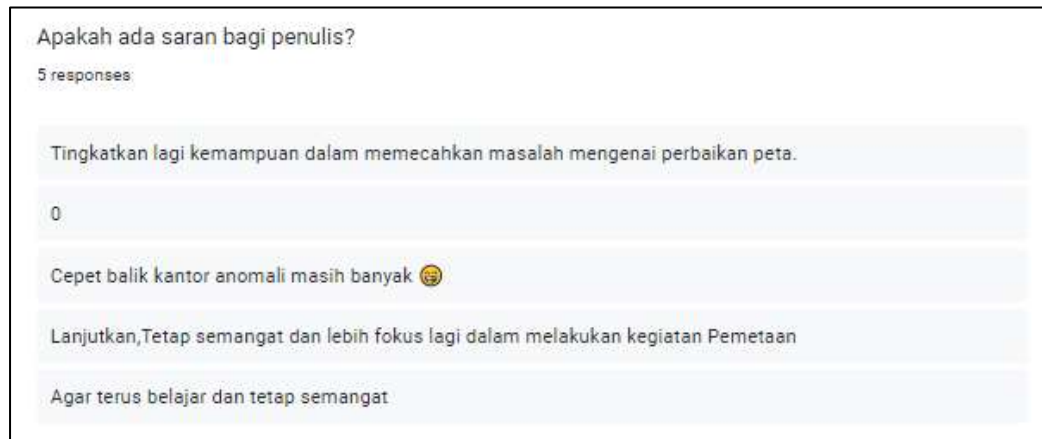 Apakah ada saran bagi penulis?
5 responses
Tingkatkan lagi kemampuan dalam memecahkan masalah mengenai perbaikan peta.
0
Cepet balik kantor anomali masih banyak 😄
Lanjutkan,Tetap semangat dan lebih fokus lagi dalam melakukan kegiatan Pemetaan
Agar terus belajar dan tetap semangat